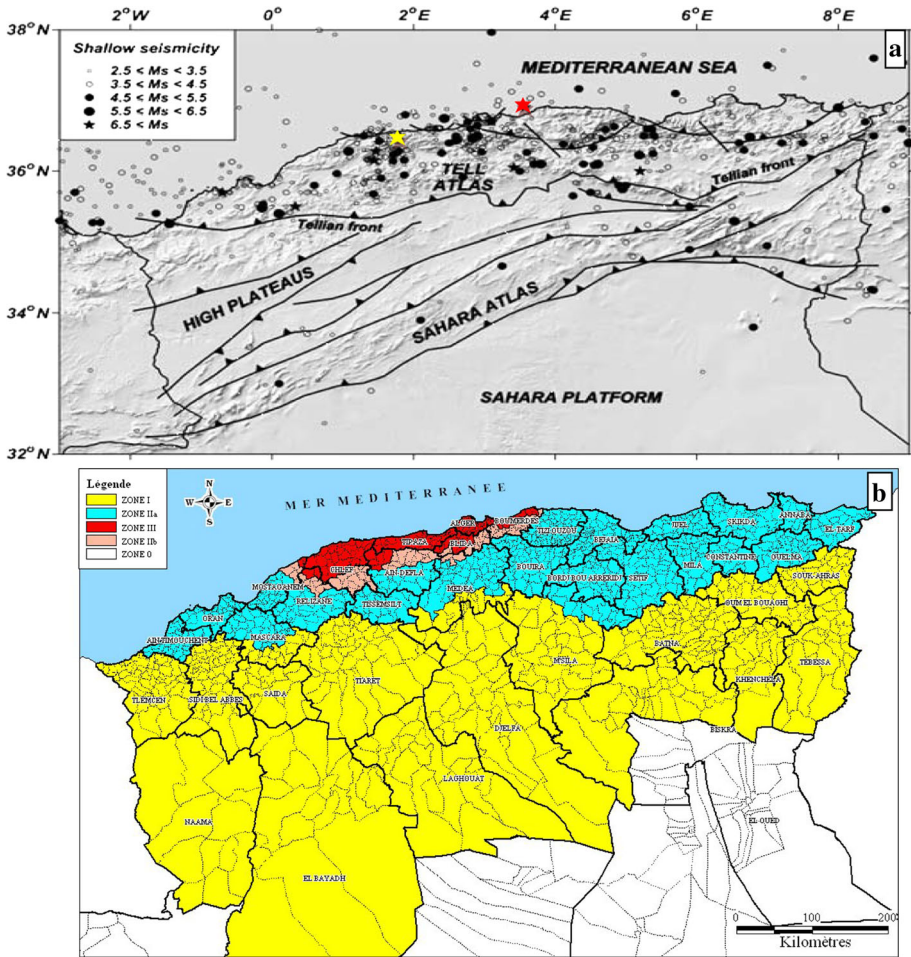 2°W 0° 2°E 4°E 6°E 8°E
38°N
36°N
34°N
32°N
a
Shallow seismicity
2.5 < Ms < 3.5
3.5 < Ms < 4.5
4.5 < Ms < 5.5
5.5 < Ms < 6.5
6.5 < Ms
MEDITERRANEAN SEA
TELL
ATLAS
Tellian front
Tellian front
HIGH PLATEAUS
SAHARA ATLAS
SAHARA PLATFORM
b
Légende
ZONE I
ZONE IIa
ZONE III
ZONE IIb
ZONE 0
N
W E
S
MER MEDITERRANEE
ALGER
BOUMERDES
TIPAZA
BLIDA
TIZI OUZOU
BEJAIA
JIJEL
SKIKDA
ANNABA
EL TARF
CHLEF
AIN-DEFLA
BOUIRA
BORDJ BOU ARRERIDJ
SETIF
MILA
CONSTANTINE
GUELMA
MOSTAGANEM
RELIZANE
TISSEMSILT
MEDEA
SOUK-AHRAS
ORAN
OUM EL BOUAGHI
AIN-TIMOUCHENT
MASCARA
BATNA
M'SILA
TEBESSA
KHENCHELA
TLEMCEN
SIDI BEL ABBES
SAIDA
TIARET
DJELFA
BISKRA
LAGHOUAT
NAAMA
EL OUED
EL BAYADH
0 100 200
Kilomètres